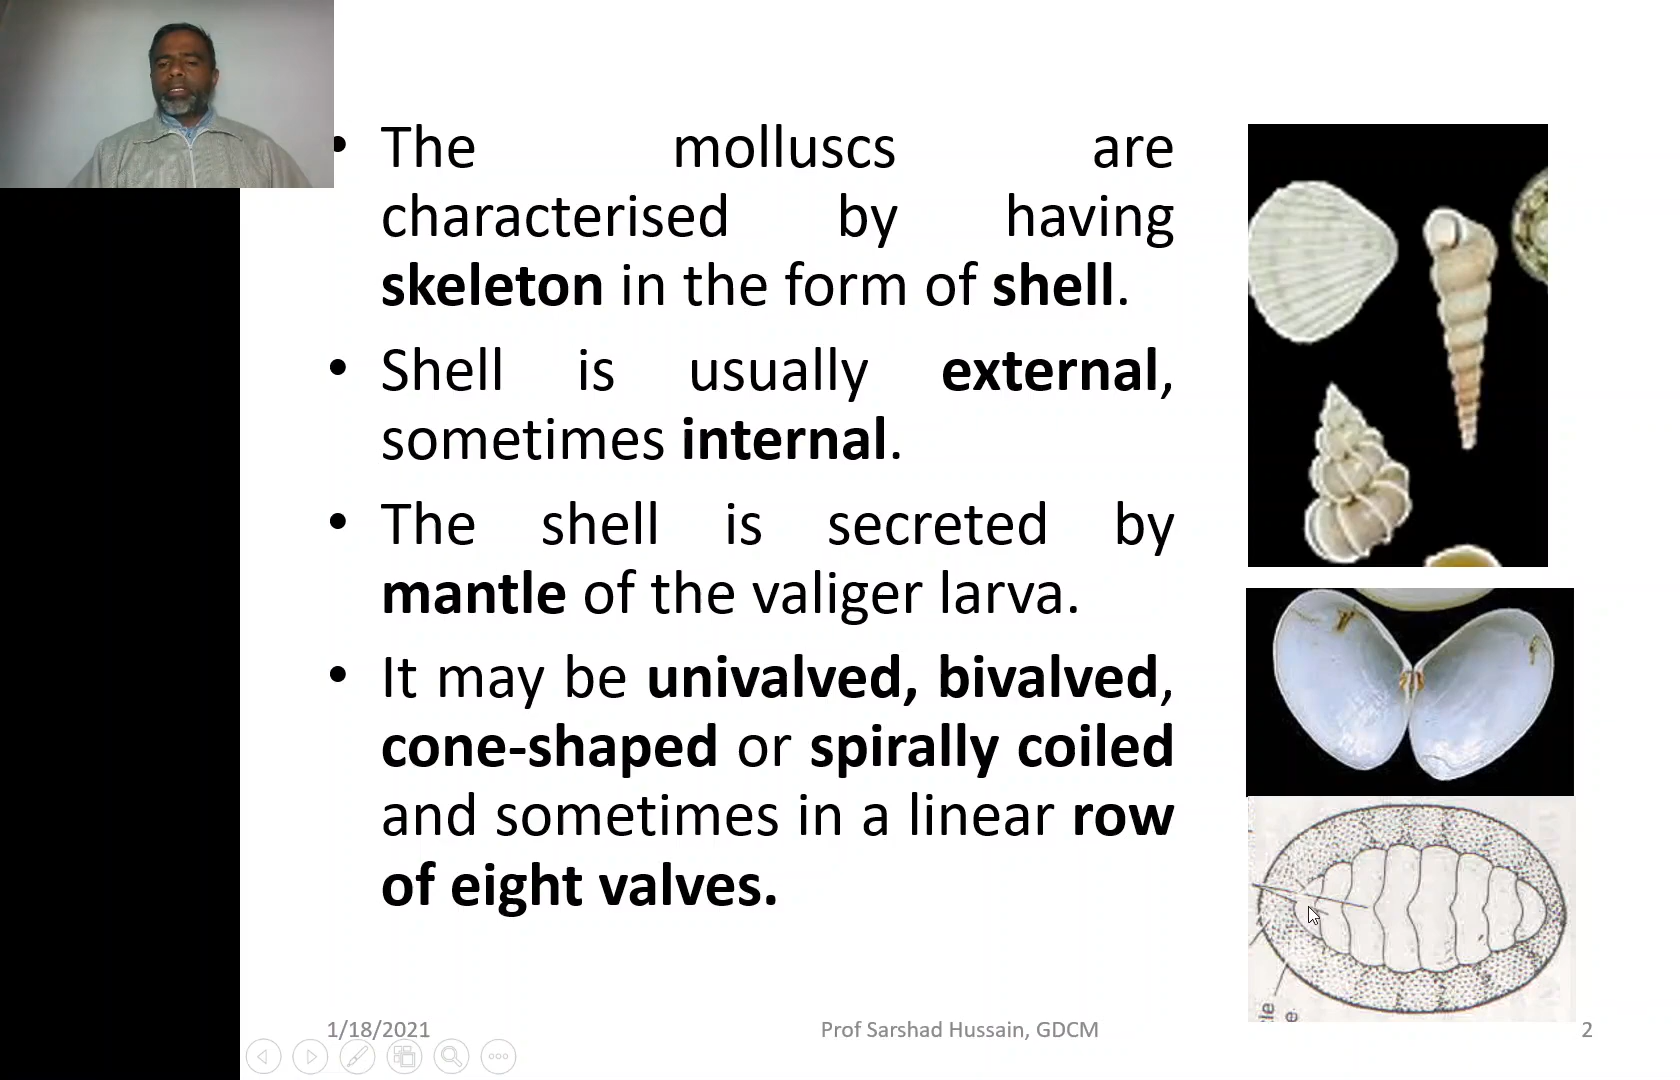 • The molluscs are
characterised by having
skeleton in the form of shell.
• Shell is usually external,
sometimes internal.
• The shell is secreted by
mantle of the valiger larva.
• It may be univalved, bivalved,
cone-shaped or spirally coiled
and sometimes in a linear row
of eight valves.
1/18/2021
Prof Sarshad Hussain, GDCM
2